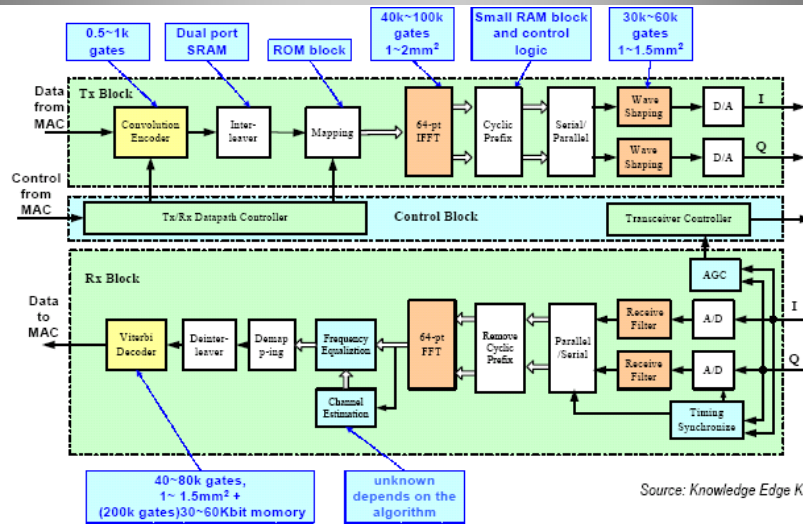 0.5~1k
gates
Dual port
SRAM
ROM block
40k~100k
gates
1~2mm²
Small RAM block
and control
logic
30k~60k
gates
1~1.5mm²
Data
from
MAC
Tx Block
Convolution
Encoder
Inter-
leaver
Mapping
64-pt
IFFT
Cyclic
Prefix
Serial/
Parallel
Wave
Shaping
D/A
I
Wave
Shaping
D/A
Q
Control
from
MAC
Tx/Rx Datapath Controller
Control Block
Transceiver Controller
Rx Block
AGC
Data
to
MAC
Viterbi
Decoder
Deinter-
leaver
Demap
p-ing
Frequency
Equaliztion
64-pt
FFT
Remove
Cyclic
Prefix
Parallel
/Serial
Receive
Filter
A/D
I
Receive
Filter
A/D
Q
Channel
Estimation
Timing
Synchronize
40~80k gates,
1~ 1.5mm² +
(200k gates)30~60Kbit momory
unknown
depends on the
algorithm
Source: Knowledge Edge K